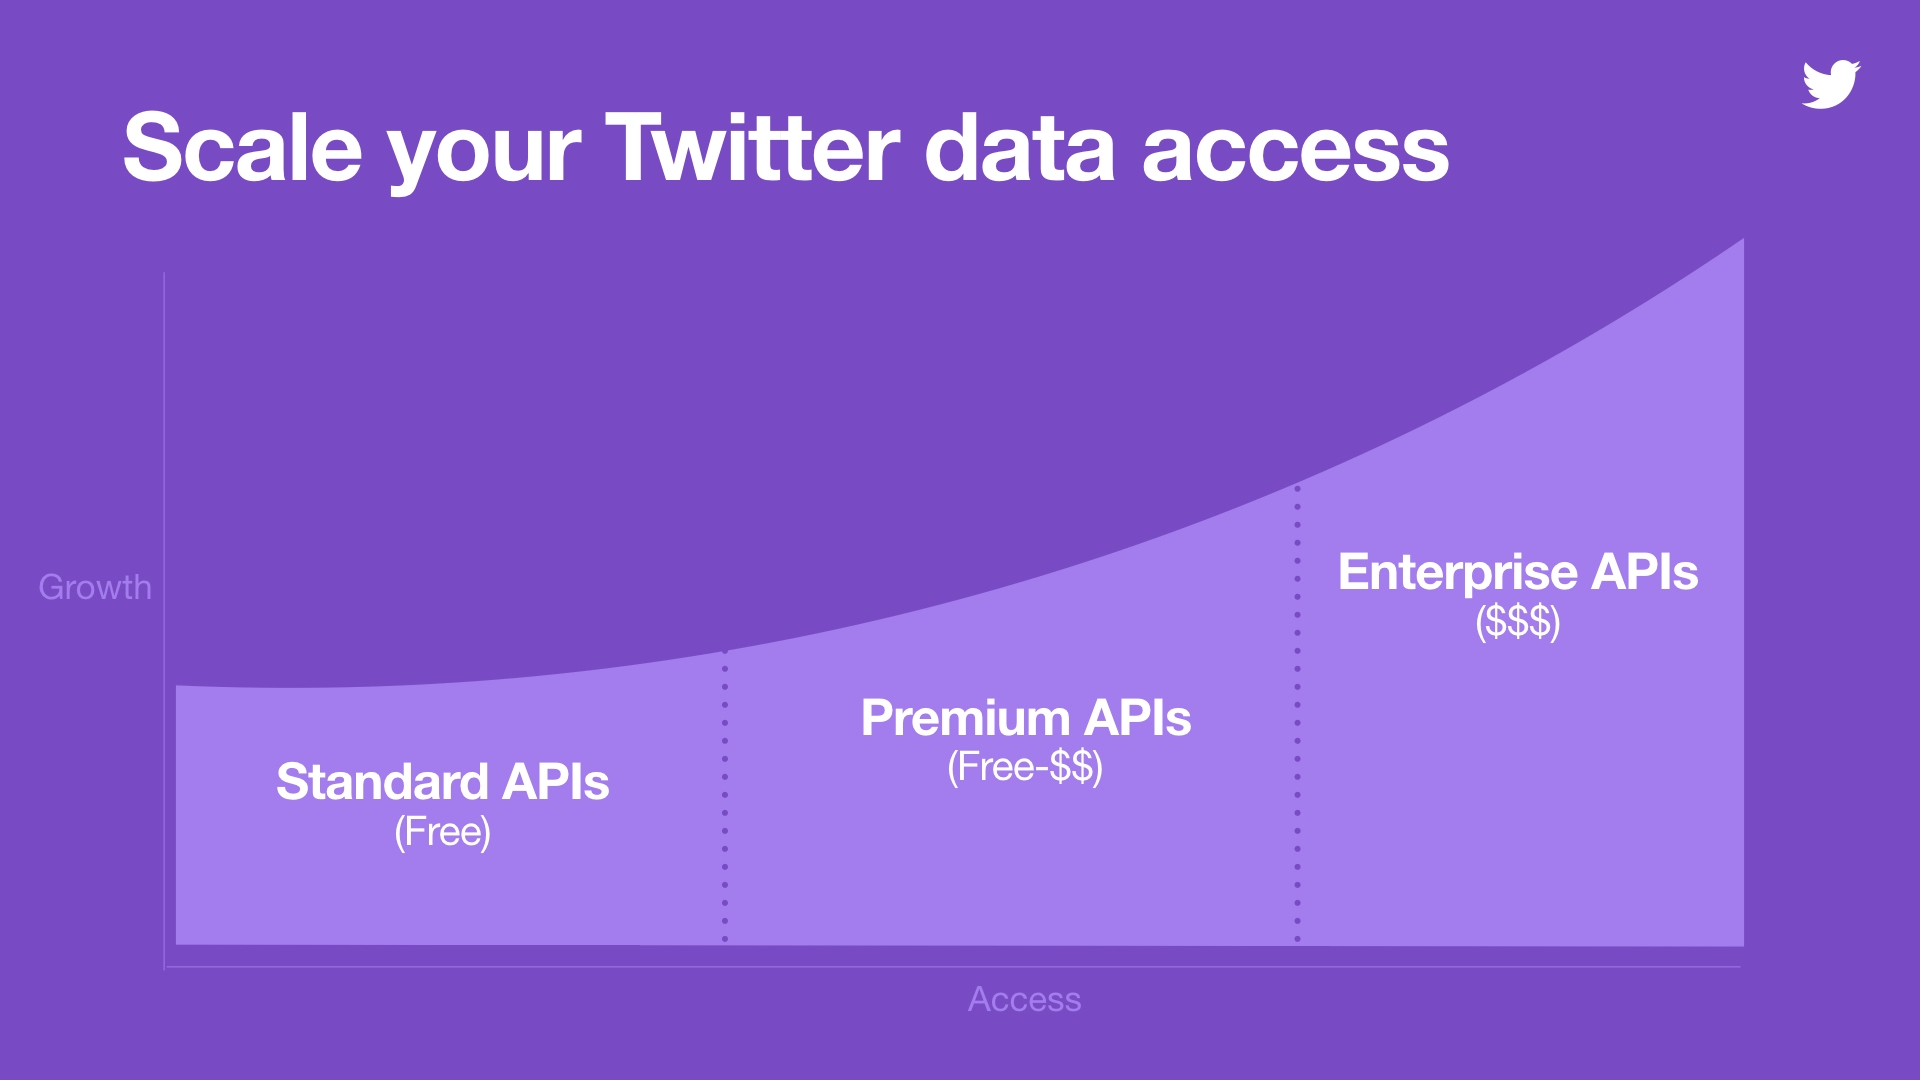 Scale your Twitter data access
Growth
Enterprise APIs
($$$)
Premium APIs
(Free-$$)
Standard APIs
(Free)
Access